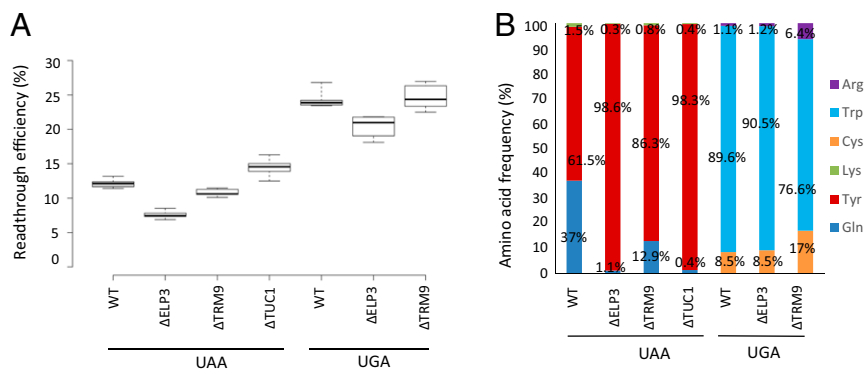 A
Readthrough efficiency (%)
30
25
20
15
10
5
0
WT
ΔELP3
ΔTRM9
ΔTUC1
WT
ΔELP3
ΔTRM9
UAA
UGA
B
Amino acid frequency (%)
100
90
80
70
60
50
40
30
20
10
0
1.5% 0.3% 0.8% 0.4% 1.1% 1.2% 6.4%
98.6% 98.3%
90.5%
86.3%
89.6%
76.6%
61.5%
37%
17%
12.9%
8.5% 8.5%
1.1% 0.4%
WT
ΔELP3
ΔTRM9
ΔTUC1
WT
ΔELP3
ΔTRM9
UAA
UGA
Arg
Trp
Cys
Lys
Tyr
Gln